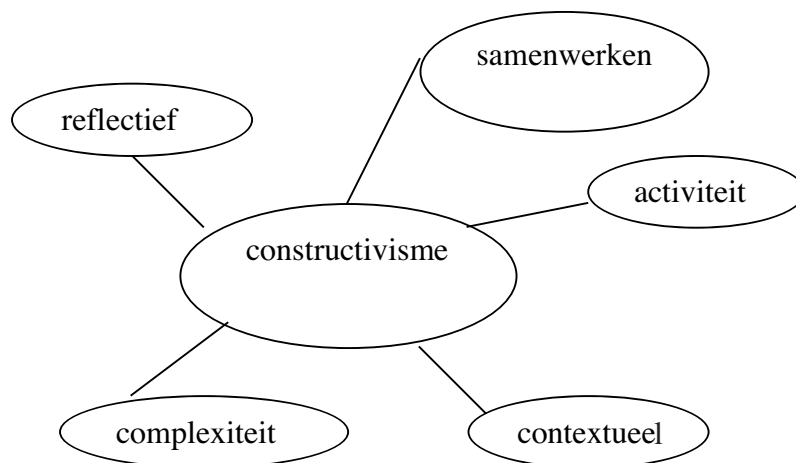 samenwerken
reflectief
activiteit
constructivisme
complexiteit
contextueel